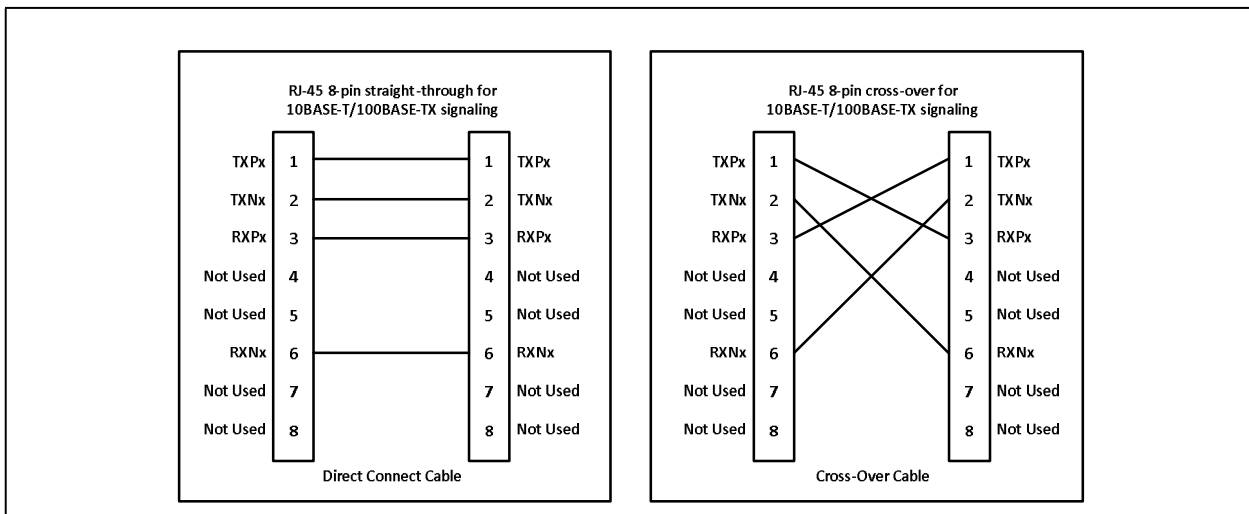 RJ-45 8-pin straight-through for
10BASE-T/100BASE-TX signaling
TXPx 1 1 TXPx
TXNx 2 2 TXNx
RXPx 3 3 RXPx
Not Used 4 4 Not Used
Not Used 5 5 Not Used
RXNx 6 6 RXNx
Not Used 7 7 Not Used
Not Used 8 8 Not Used
Direct Connect Cable
RJ-45 8-pin cross-over for
10BASE-T/100BASE-TX signaling
TXPx 1 1 TXPx
TXNx 2 2 TXNx
RXPx 3 3 RXPx
Not Used 4 4 Not Used
Not Used 5 5 Not Used
RXNx 6 6 RXNx
Not Used 7 7 Not Used
Not Used 8 8 Not Used
Cross-Over Cable